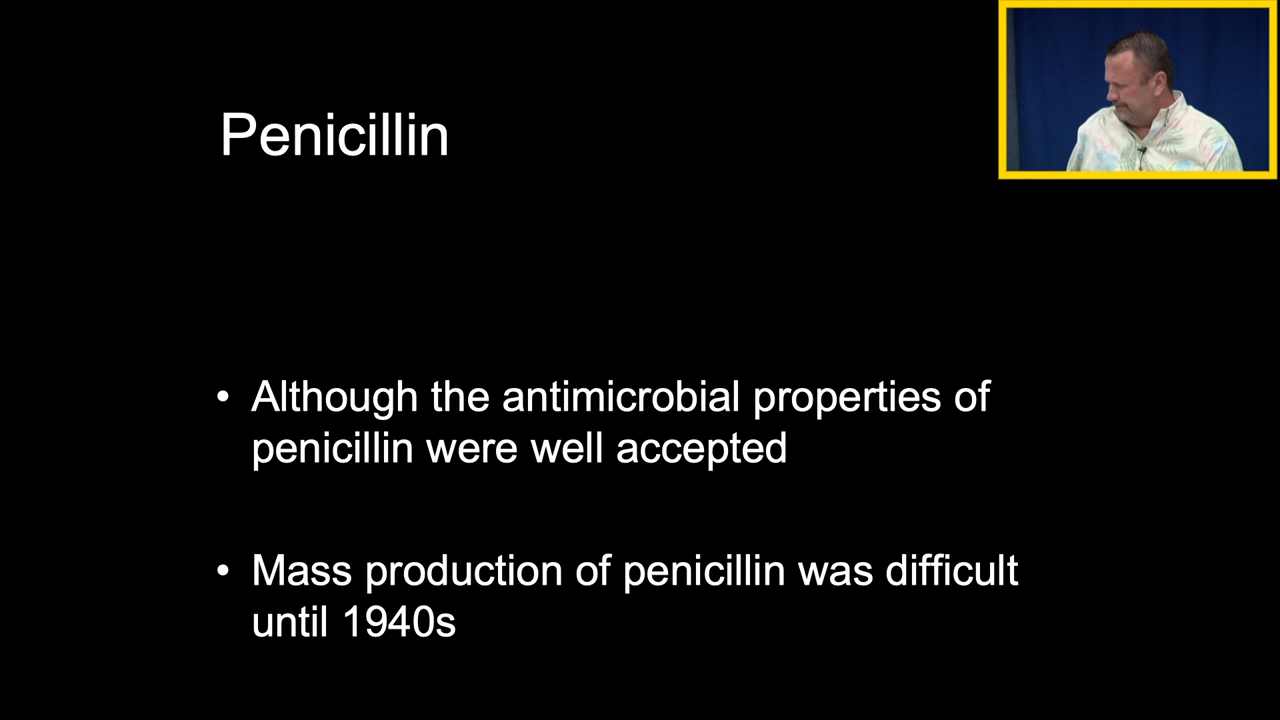 Penicillin
• Although the antimicrobial properties of
penicillin were well accepted
• Mass production of penicillin was difficult
until 1940s